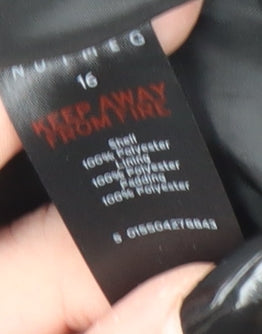 NUTMEG
16
KEEP AWAY
FROM FIRE
Shell
100% Polyester
Lining
100% Polyester
Padding
100% Polyester